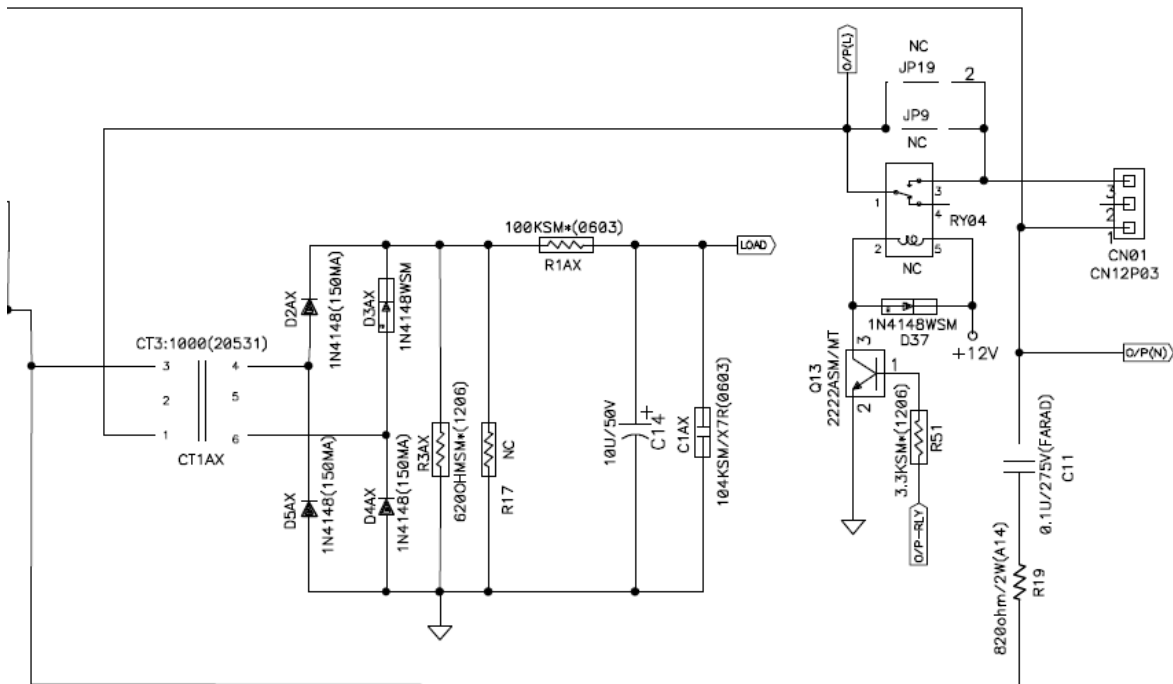 O/P(L)
NC
JP19
2
JP9
NC
1
3
4
RY04
2
5
NC
3
2
1
CN01
CN12P03
1N4148WSM
D37
+12V
O/P(N)
Q13
2222ASM/MT
3
1
2
3.3KSM*(1206)
R51
O/P-RLY
0.1U/275V(FARAD)
C11
820ohm/2W(A14)
R19
100KSM*(0603)
R1AX
LOAD
D2AX
1N4148(150MA)
D3AX
1N4148WSM
CT3:1000(20531)
3
4
2
5
1
6
CT1AX
D5AX
1N4148(150MA)
D4AX
1N4148(150MA)
R3AX
620OHMSM*(1206)
NC
R17
10U/50V
+
C14
C1AX
104KSM/X7R(0603)